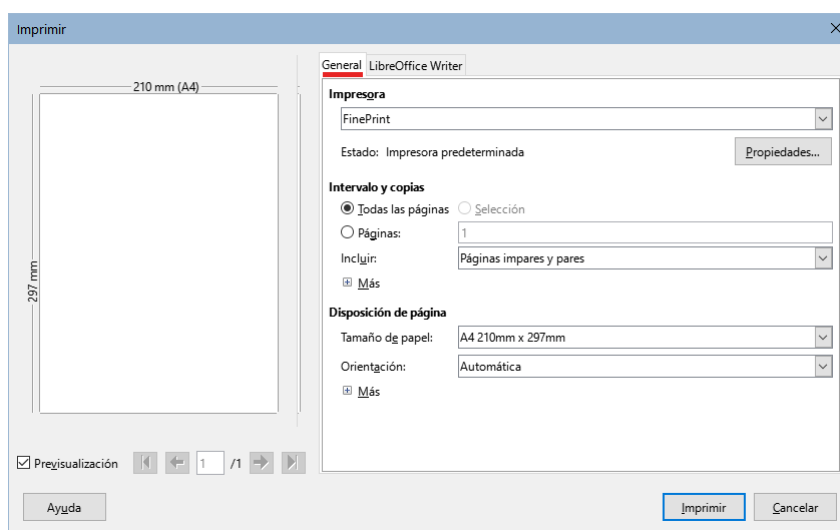 Imprimir
General LibreOffice Writer
210 mm (A4)
297 mm
Impresora
FinePrint
Estado: Impresora predeterminada Propiedades...
Intervalo y copias
Todas las páginas Selección
Páginas: 1
Incluir: Páginas impares y pares
Más
Disposición de página
Tamaño de papel: A4 210mm x 297mm
Orientación: Automática
Más
Previsualización 1 /1
Ayuda Imprimir Cancelar